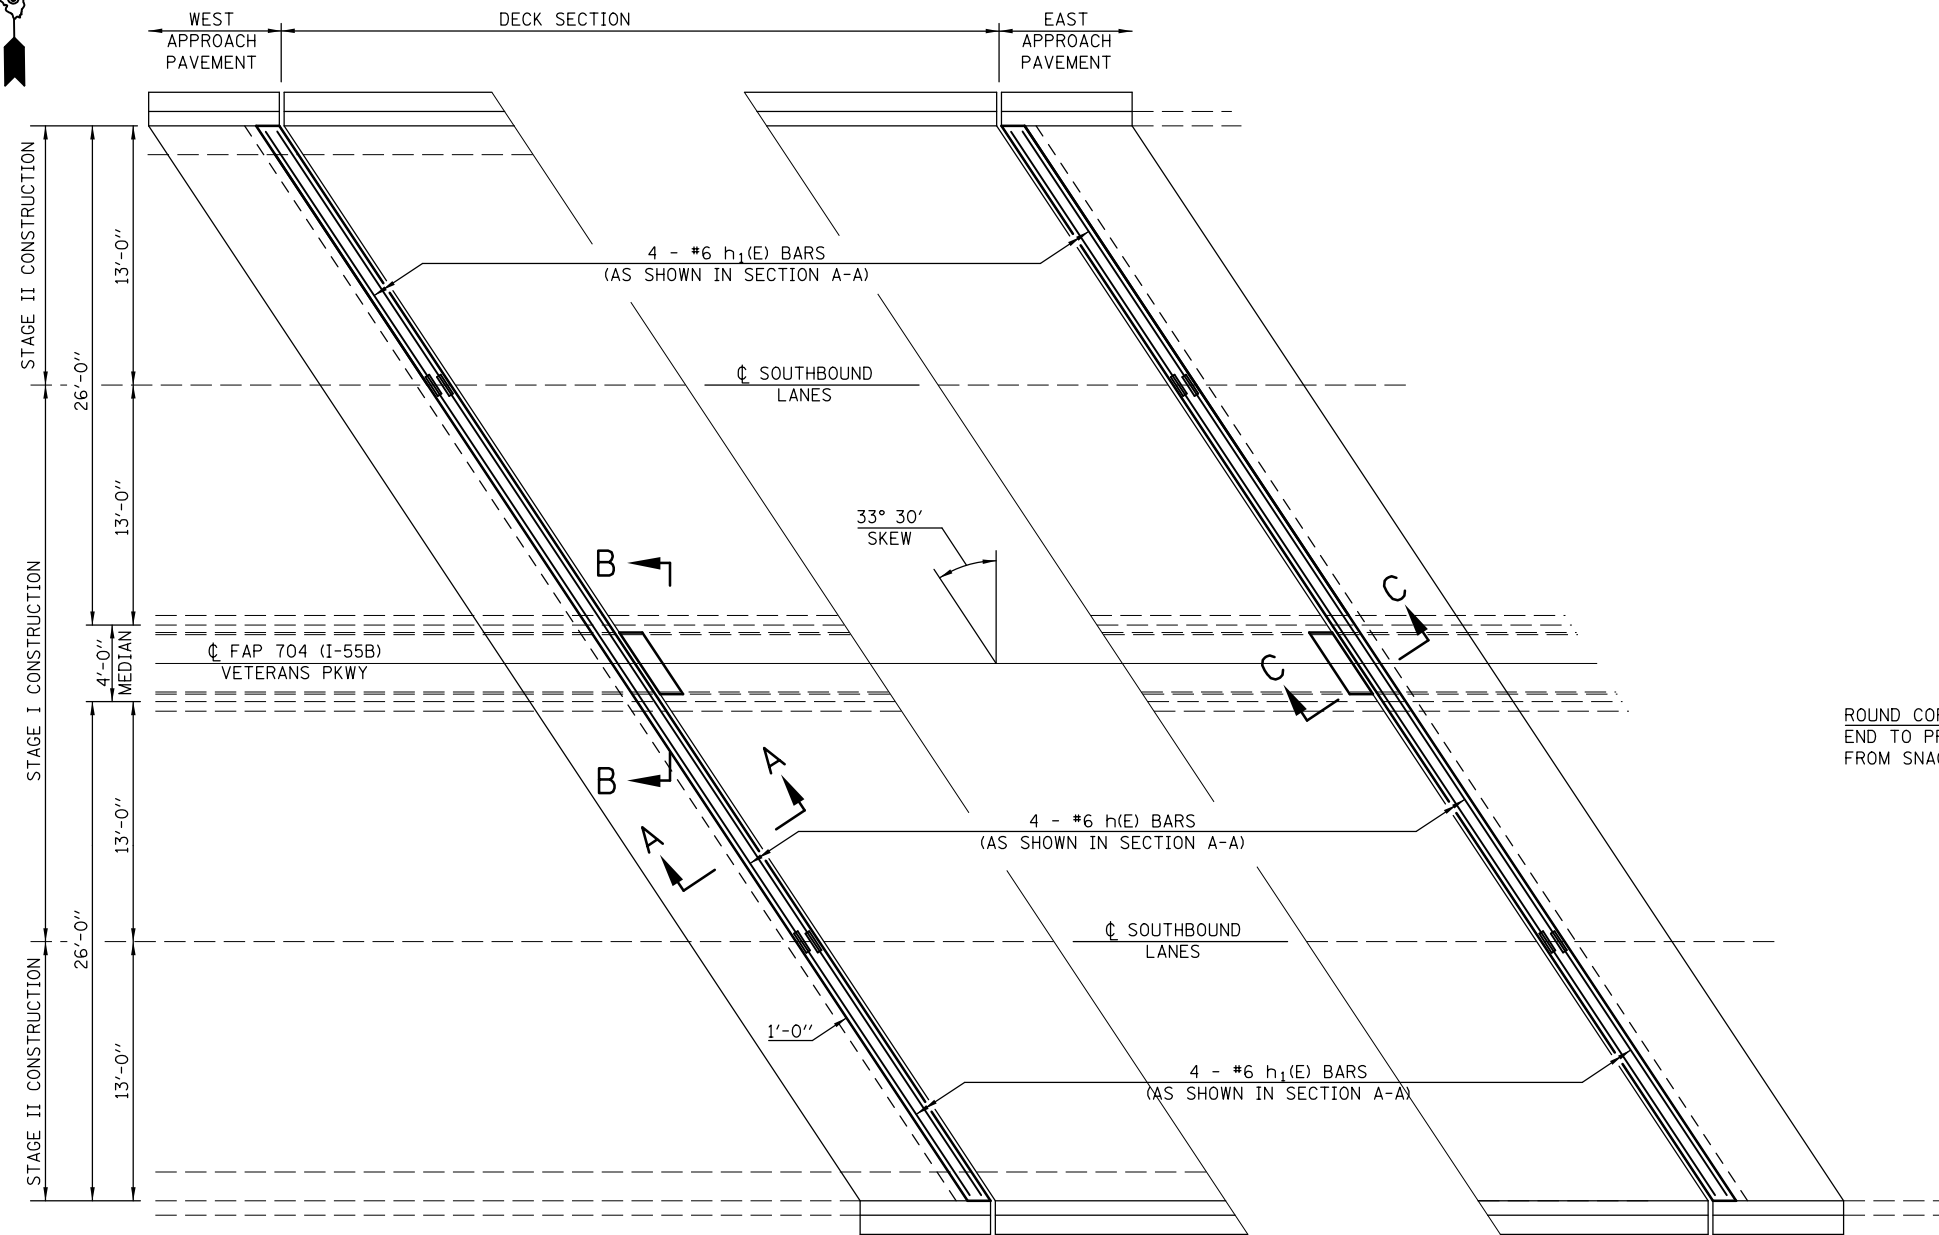 WEST
APPROACH
PAVEMENT
DECK SECTION
EAST
APPROACH
PAVEMENT
STAGE II CONSTRUCTION
26'-0"
13'-0"
4 - #6 h₁(E) BARS
(AS SHOWN IN SECTION A-A)
℄ SOUTHBOUND
LANES
STAGE I CONSTRUCTION
13'-0"
33° 30'
SKEW
B
C
4'-0"
MEDIAN
℄ FAP 704 (I-55B)
VETERANS PKWY
C
ROUND
END TO
FROM
B
A
A
13'-0"
4 - #6 h(E) BARS
(AS SHOWN IN SECTION A-A)
26'-0"
℄ SOUTHBOUND
LANES
STAGE II CONSTRUCTION
13'-0"
1'-0"
4 - #6 h₁(E) BARS
(AS SHOWN IN SECTION A-A)